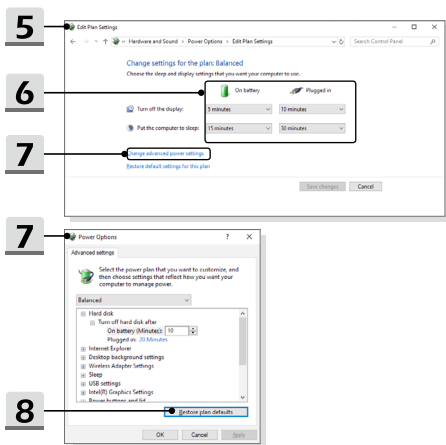 5
Edit Plan Settings
« Hardware and Sound › Power Options › Edit Plan Settings
Search Control Panel
Change settings for the plan: Balanced
Choose the sleep and display settings that you want your computer to use.
6
On battery
Plugged in
Turn off the display:
5 minutes
10 minutes
Put the computer to sleep:
15 minutes
30 minutes
7
Change advanced power settings
Restore default settings for this plan
Save changes
Cancel
7
Power Options
?
Advanced settings
Select the power plan that you want to customize, and
then choose settings that reflect how you want your
computer to manage power.
Balanced
Hard disk
Turn off hard disk after
On battery (Minutes): 10
Plugged in: 20 Minutes
Internet Explorer
Desktop background settings
Wireless Adapter Settings
Sleep
USB settings
Intel(R) Graphics Settings
Power buttons and lid
8
Restore plan defaults
OK
Cancel
Apply